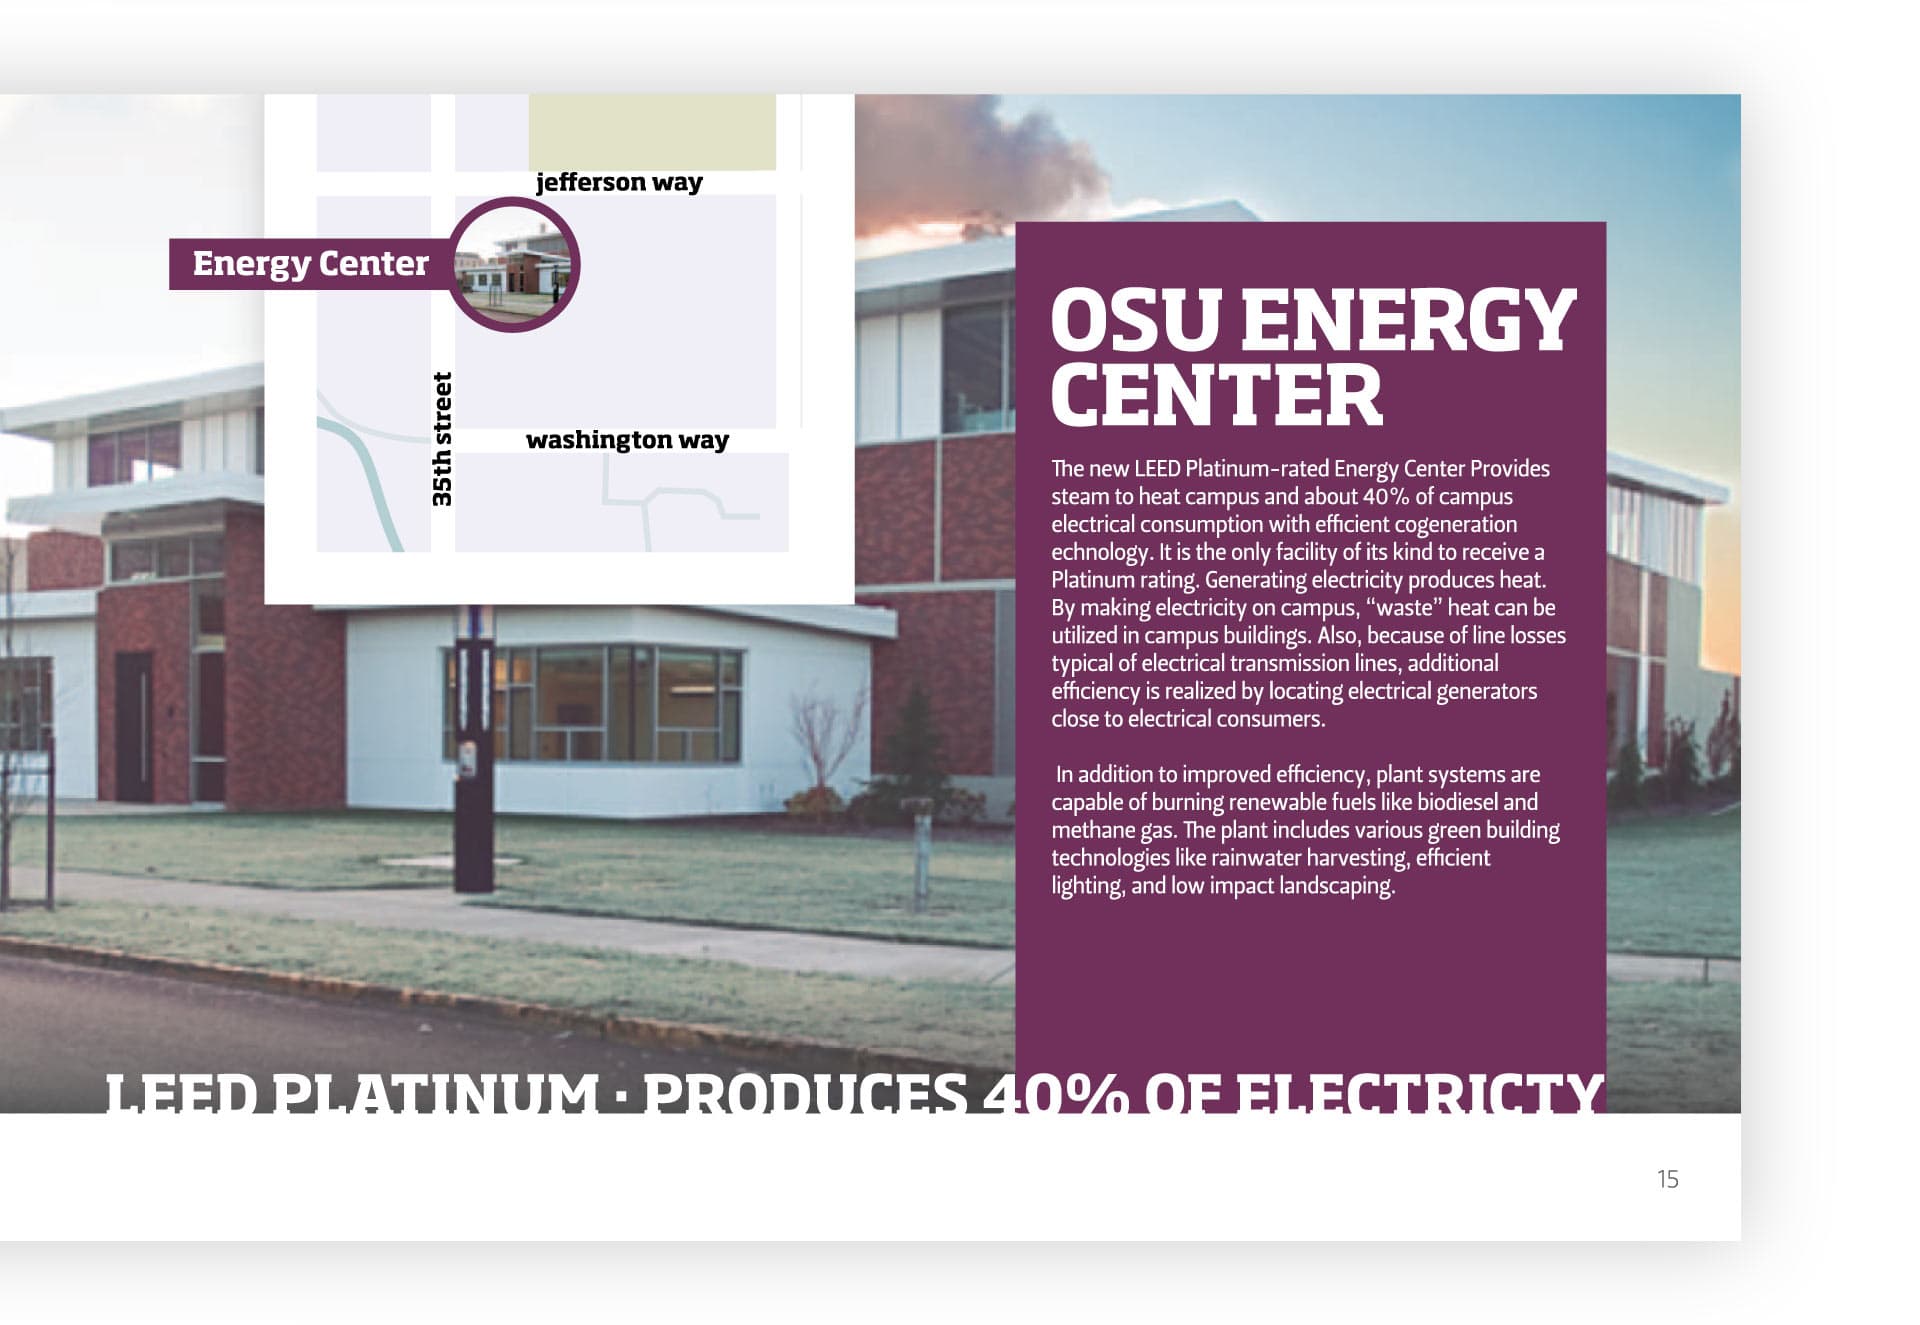 jefferson way
Energy Center
35th street
washington way
OSU ENERGY
CENTER
The new LEED Platinum-rated Energy Center Provides
steam to heat campus and about 40% of campus
electrical consumption with efficient cogeneration
echnology. It is the only facility of its kind to receive a
Platinum rating. Generating electricity produces heat.
By making electricity on campus, “waste” heat can be
utilized in campus buildings. Also, because of line losses
typical of electrical transmission lines, additional
efficiency is realized by locating electrical generators
close to electrical consumers.
In addition to improved efficiency, plant systems are
capable of burning renewable fuels like biodiesel and
methane gas. The plant includes various green building
technologies like rainwater harvesting, efficient
lighting, and low impact landscaping.
LEED PLATINUM · PRODUCES 40% OF ELECTRICTY
15